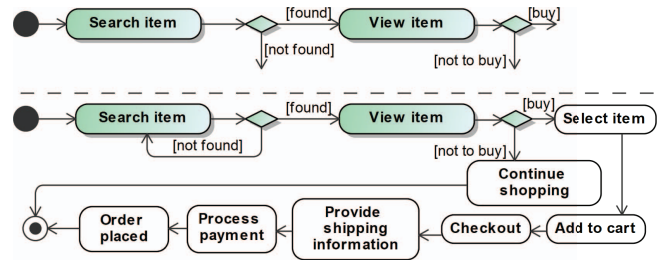 Search item
[found]
View item
[buy]
[not found]
[not to buy]
Search item
[found]
View item
[buy]
Select item
[not found]
[not to buy]
Continue
shopping
Order
placed
Process
payment
Provide
shipping
information
Checkout
Add to cart